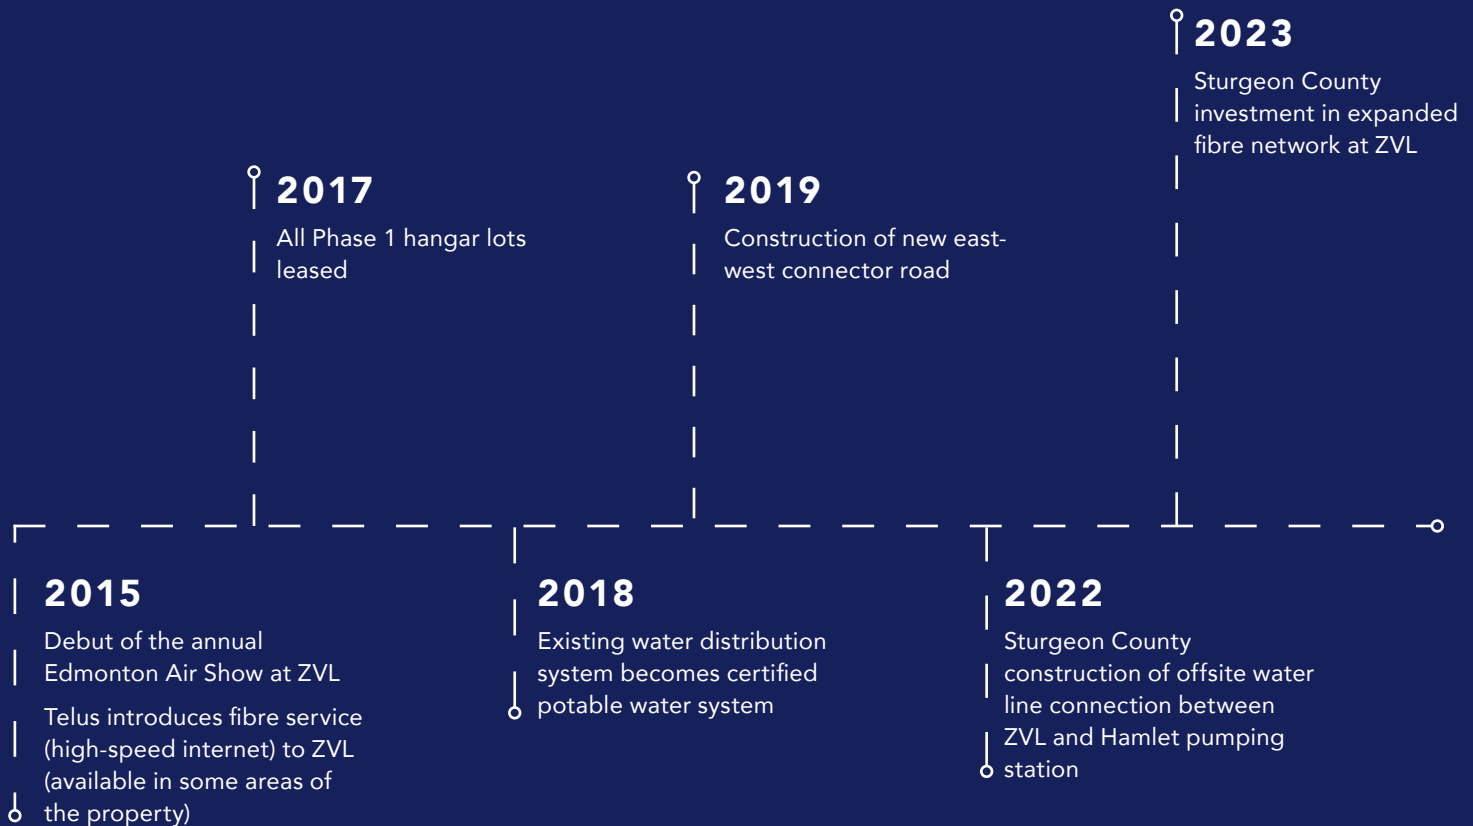 2015
Debut of the annual
Edmonton Air Show at ZVL
Telus introduces fibre service
(high-speed internet) to ZVL
(available in some areas of
the property)
2017
All Phase 1 hangar lots
leased
2018
Existing water distribution
system becomes certified
potable water system
2019
Construction of new east-
west connector road
2022
Sturgeon County
construction of offsite water
line connection between
ZVL and Hamlet pumping
station
2023
Sturgeon County
investment in expanded
fibre network at ZVL